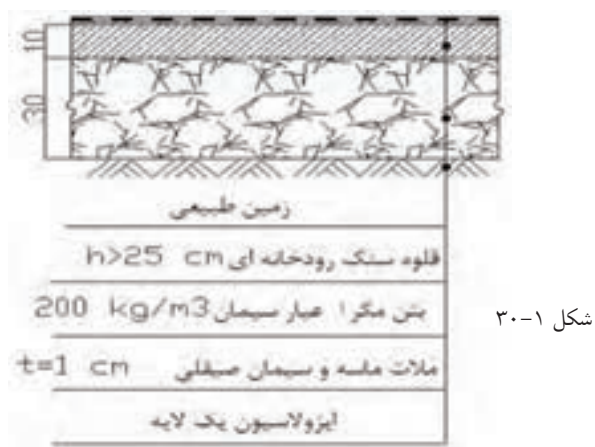 10
30
زمین طبیعی
قلوه سنگ رودخانه ای h>25 cm
بتن مگر ا عیار سیمان 200 kg/m3
ملات ماسه و سیمان صیقلی t=1 cm
ایزولاسیون یک لایه
شکل ۱-۳۰